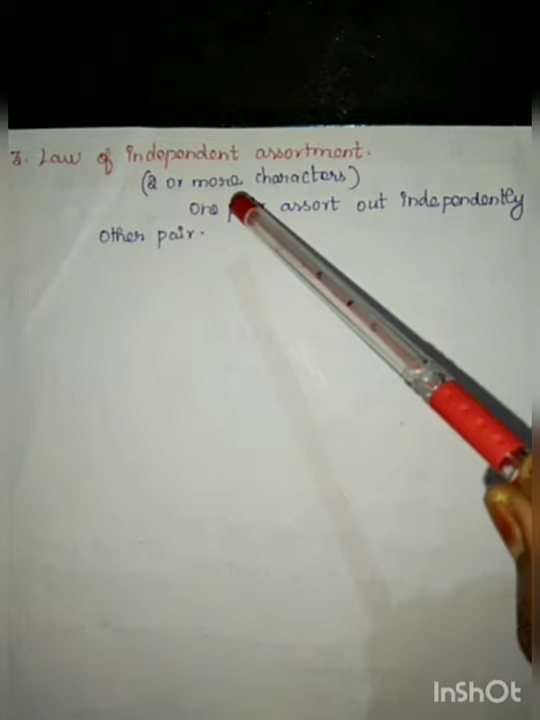 3. Law of independent assortment.
(2 or more characters)
One assort out independently
other pair.
InShOt